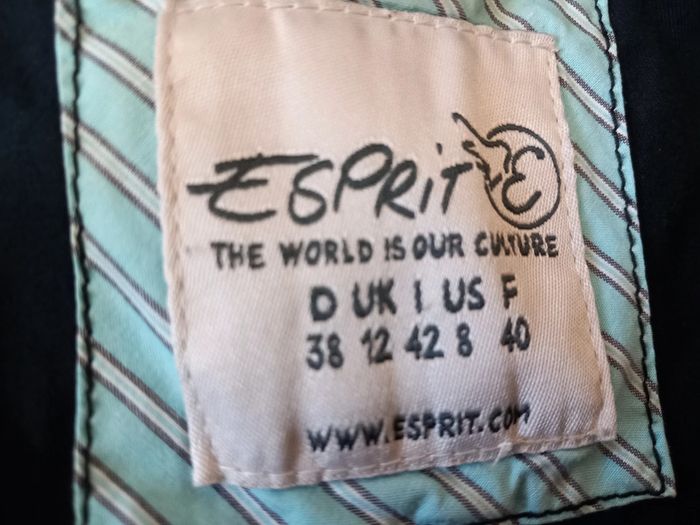 ESPRIT E
THE WORLD IS OUR CULTURE
D UK I US F
38 12 42 8 40
WWW.ESPRIT.COM